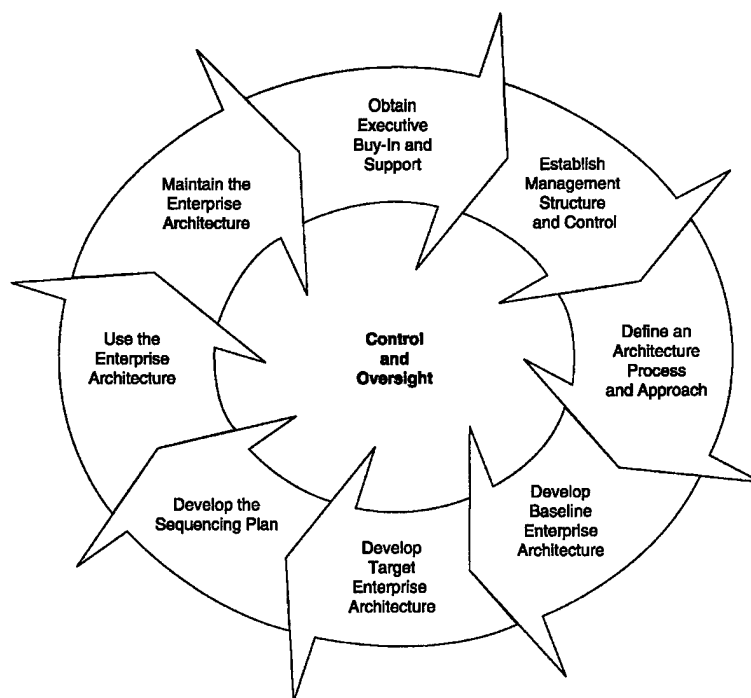 Obtain
Executive
Buy-In and
Support
Establish
Management
Structure
and Control
Define an
Architecture
Process
and Approach
Develop
Baseline
Enterprise
Architecture
Develop
Target
Enterprise
Architecture
Develop the
Sequencing Plan
Use the
Enterprise
Architecture
Maintain the
Enterprise
Architecture
Control
and
Oversight